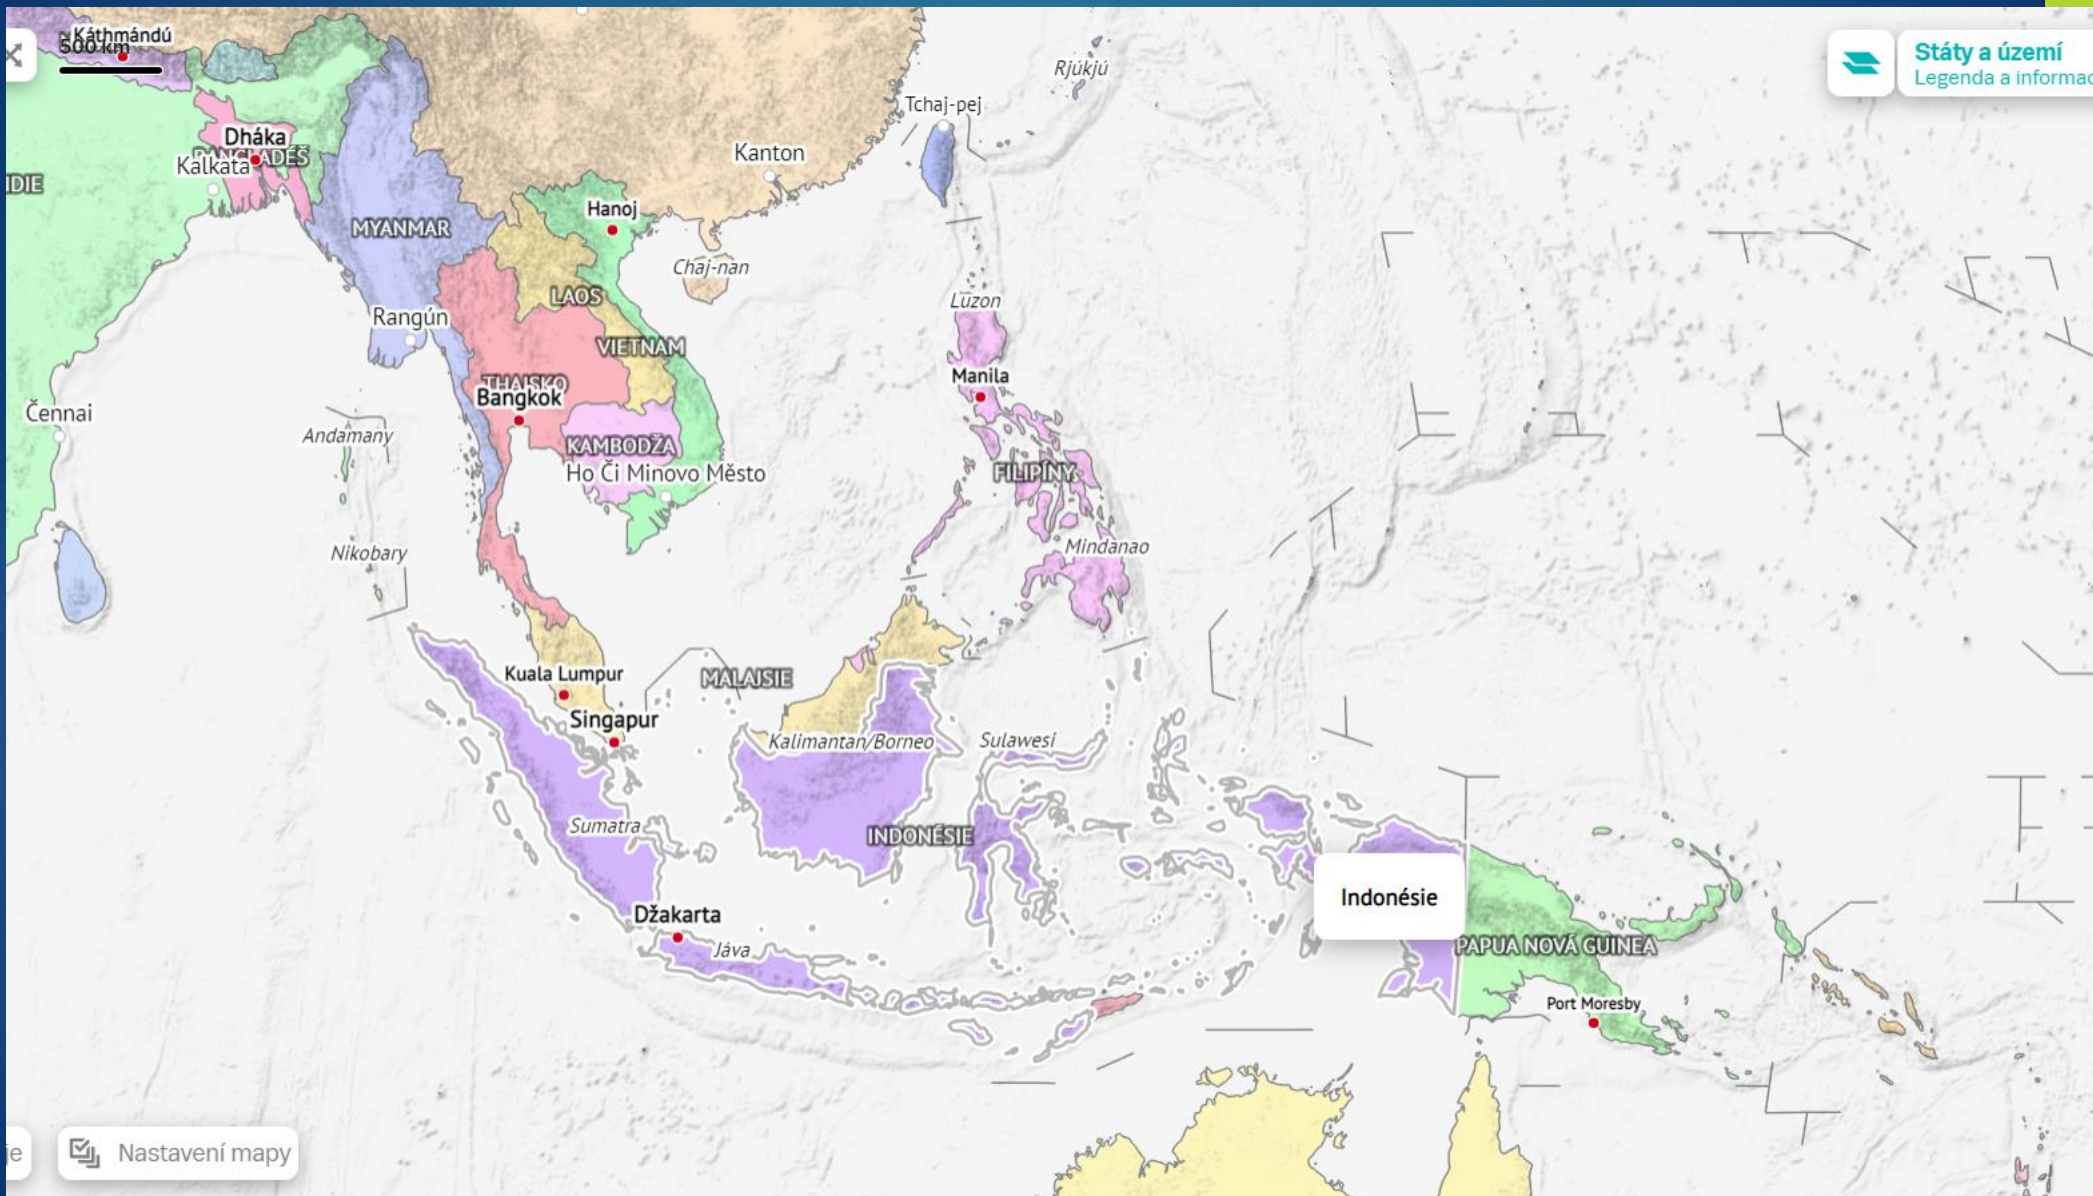 Káthmándú
500 km
Státy a území
Legenda a informac
Rjúkjú
Tchaj-pej
Dháka
BANGLADÉŠ
Kalkata
Kanton
IDIE
Hanoj
MYANMAR
Chaj-nan
LAOS
Luzon
Rangún
VIETNAM
Manila
THAJSKO
Bangkok
Čennai
Andamany
KAMBODŽA
Ho Či Minovo Město
FILIPÍNY
Nikobary
Mindanao
Kuala Lumpur
MALAJSIE
Singapur
Kalimantan/Borneo
Sulawesi
Sumatra
INDONÉSIE
Indonésie
Džakarta
Jáva
PAPUA NOVÁ GUINEA
Port Moresby
je
Nastavení mapy